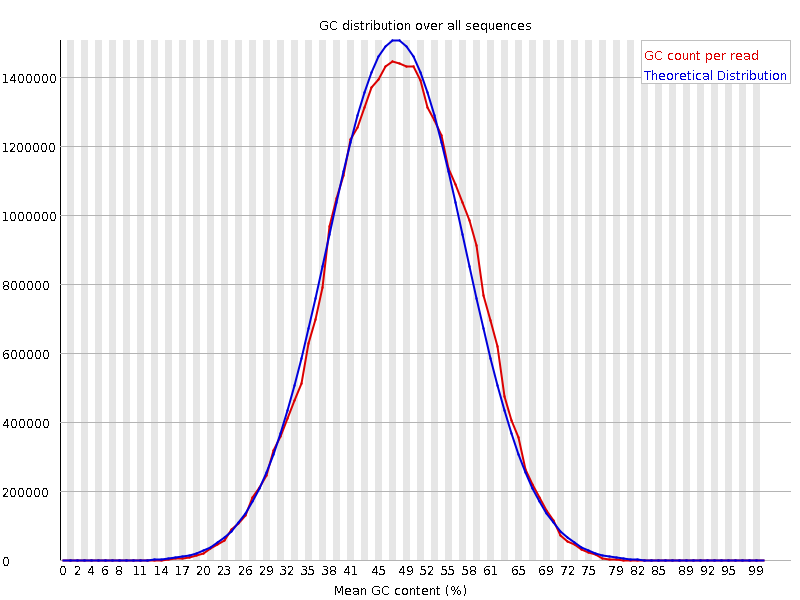 GC distribution over all sequences
GC count per read
Theoretical Distribution
1400000
1200000
1000000
800000
600000
400000
200000
0
0 2 4 6 8 11 14 17 20 23 26 29 32 35 38 41 45 49 52 55 58 61 65 69 72 75 79 82 85 89 92 95 99
Mean GC content (%)